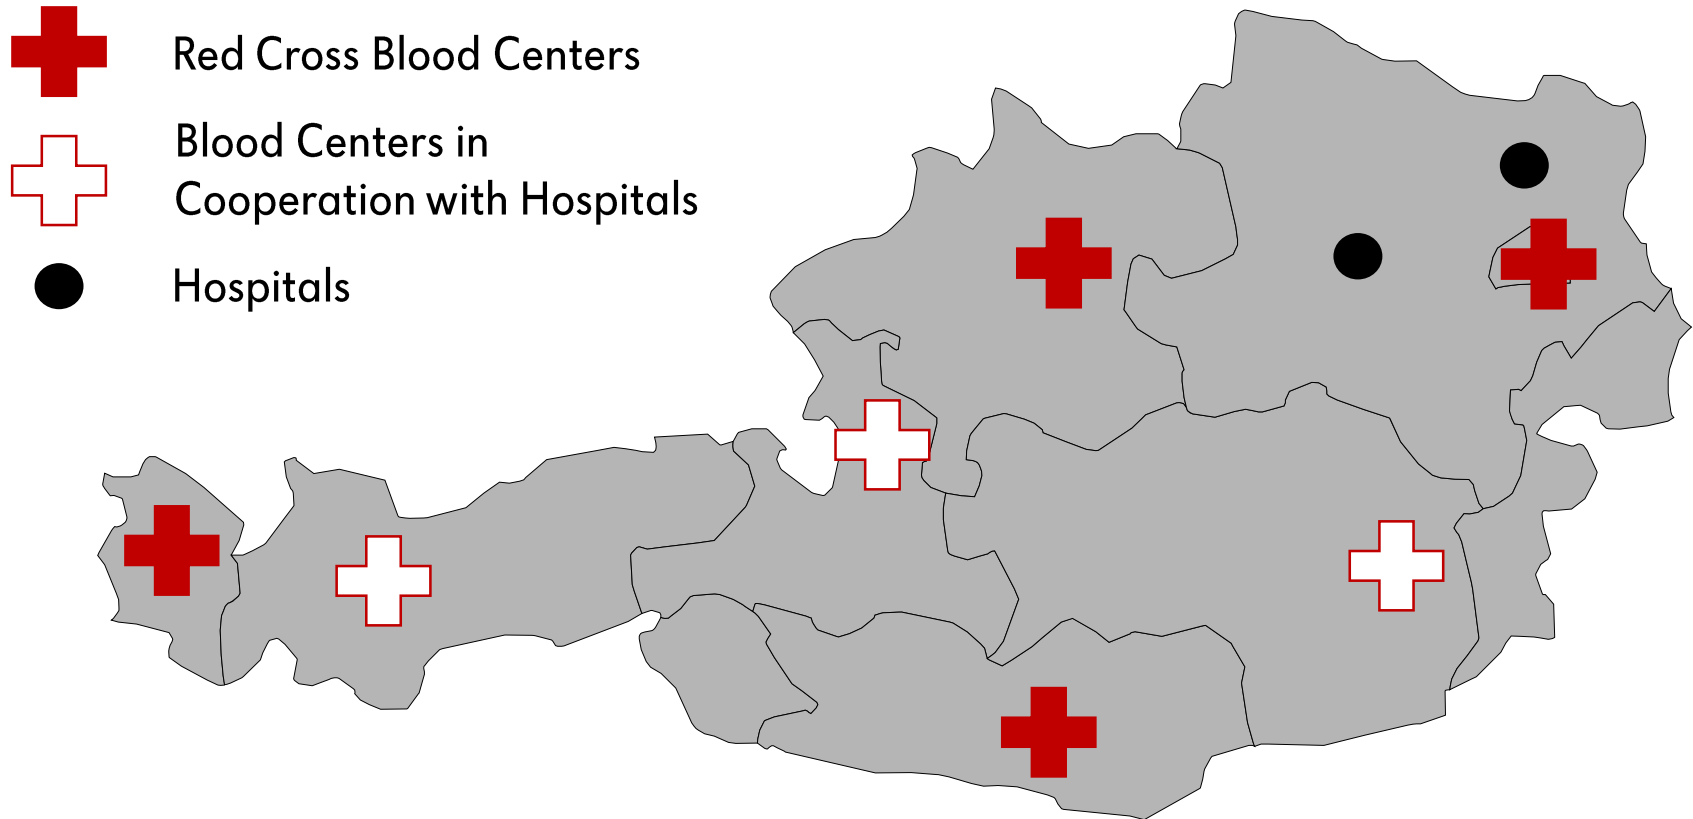 Red Cross Blood Centers
Blood Centers in
Cooperation with Hospitals
Hospitals